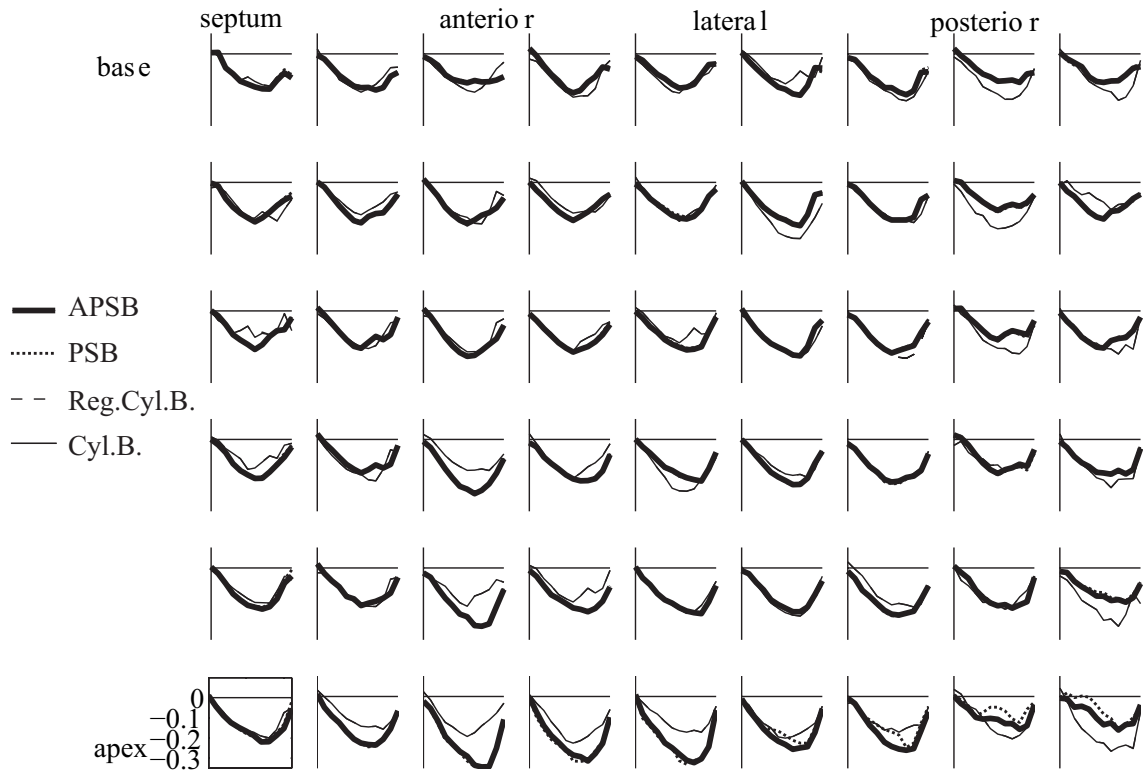 septum anterio r latera l posterio r
bas e
APSB
PSB
Reg.Cyl.B.
Cyl.B.
0
−0.1
−0.2
apex −0.3